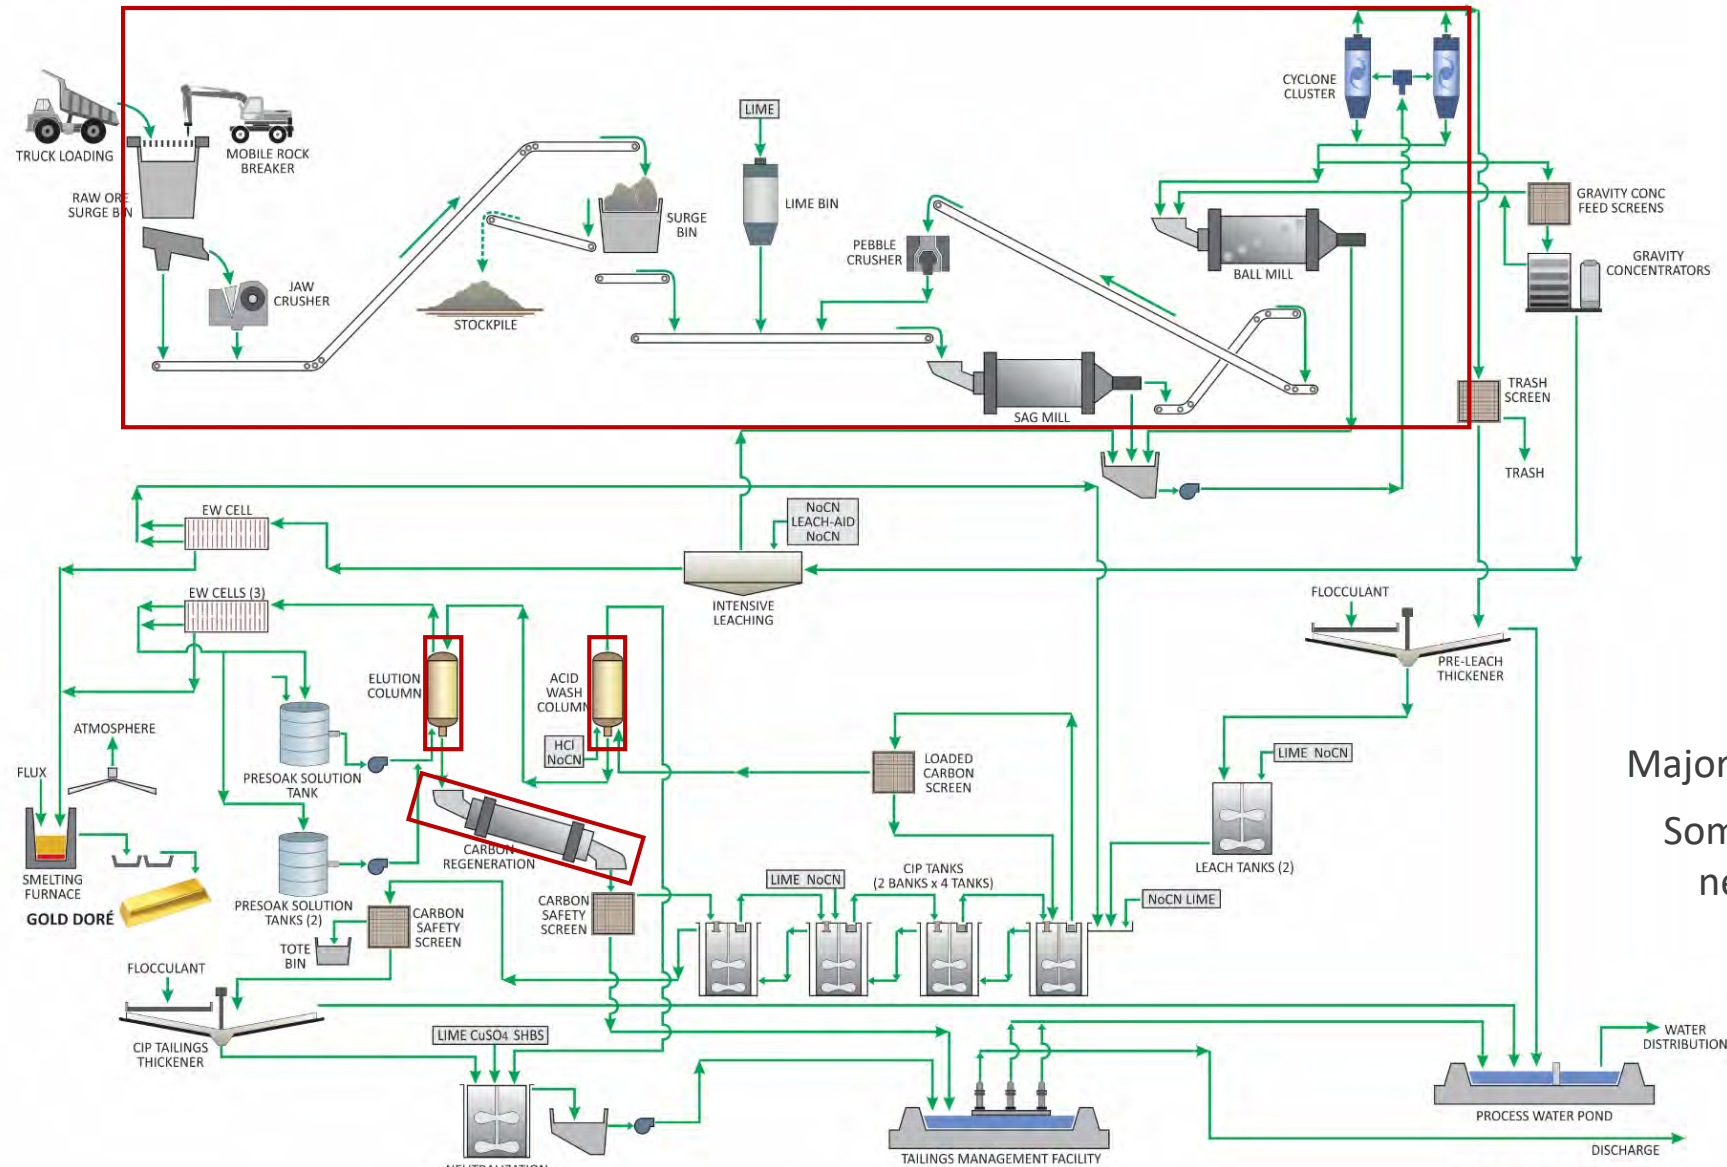 TRUCK LOADING
MOBILE ROCK
BREAKER
RAW ORE
SURGE BIN
JAW
CRUSHER
STOCKPILE
SURGE
BIN
LIME
LIME BIN
PEBBLE
CRUSHER
SAG MILL
BALL MILL
CYCLONE
CLUSTER
GRAVITY CONC
FEED SCREENS
GRAVITY
CONCENTRATORS
TRASH
SCREEN
TRASH
EW CELL
NoCN
LEACH-AID
NoCN
INTENSIVE
LEACHING
EW CELLS (3)
FLOCCULANT
PRE-LEACH
THICKENER
ELUTION
COLUMN
ACID
WASH
COLUMN
HCl
NoCN
ATMOSPHERE
FLUX
PRESOAK SOLUTION
TANK
LOADED
CARBON
SCREEN
LIME NoCN
LEACH TANKS (2)
Major
SMELTING
FURNACE
GOLD DORÉ
PRESOAK SOLUTION
TANKS (2)
CARBON
REGENERATION
CARBON
SAFETY
SCREEN
TOTE
BIN
CARBON
SAFETY
SCREEN
LIME NoCN
CIP TANKS
(2 BANKS x 4 TANKS)
NoCN LIME
FLOCCULANT
CIP TAILINGS
THICKENER
LIME CuSO4 SHBS
TAILINGS MANAGEMENT FACILITY
WATER
DISTRIBUTION
PROCESS WATER POND
DISCHARGE